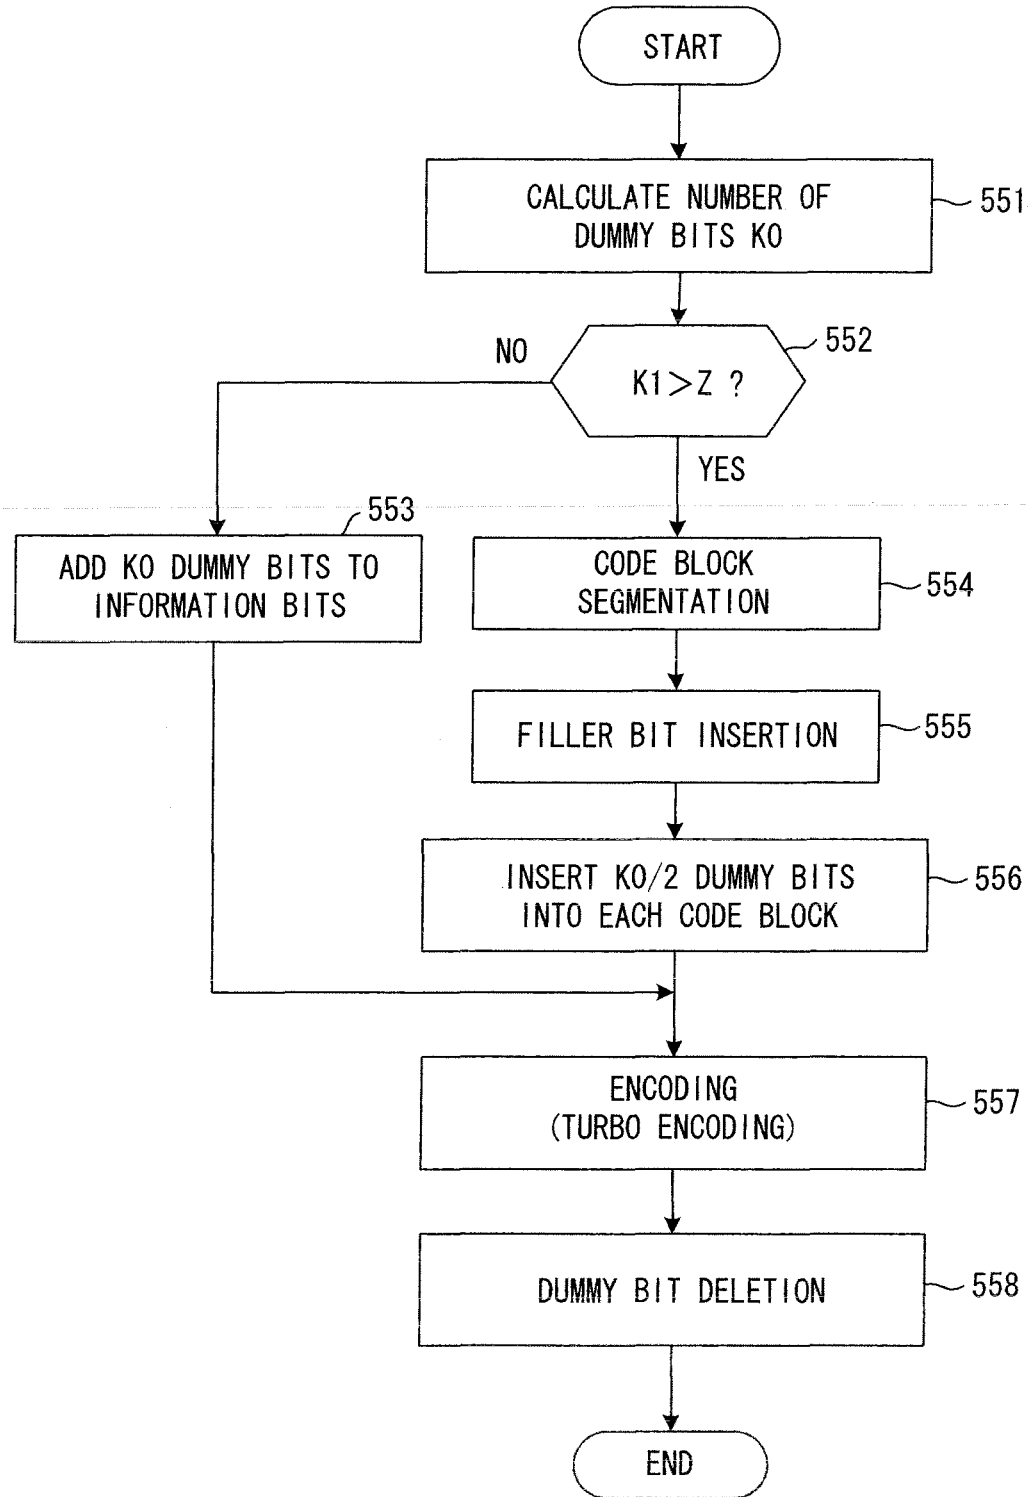 START
CALCULATE NUMBER OF
DUMMY BITS K0
551
552
NO
K1>Z ?
YES
553
ADD K0 DUMMY BITS TO
INFORMATION BITS
CODE BLOCK
SEGMENTATION
554
FILLER BIT INSERTION
555
INSERT K0/2 DUMMY BITS
INTO EACH CODE BLOCK
556
ENCODING
(TURBO ENCODING)
557
DUMMY BIT DELETION
558
END